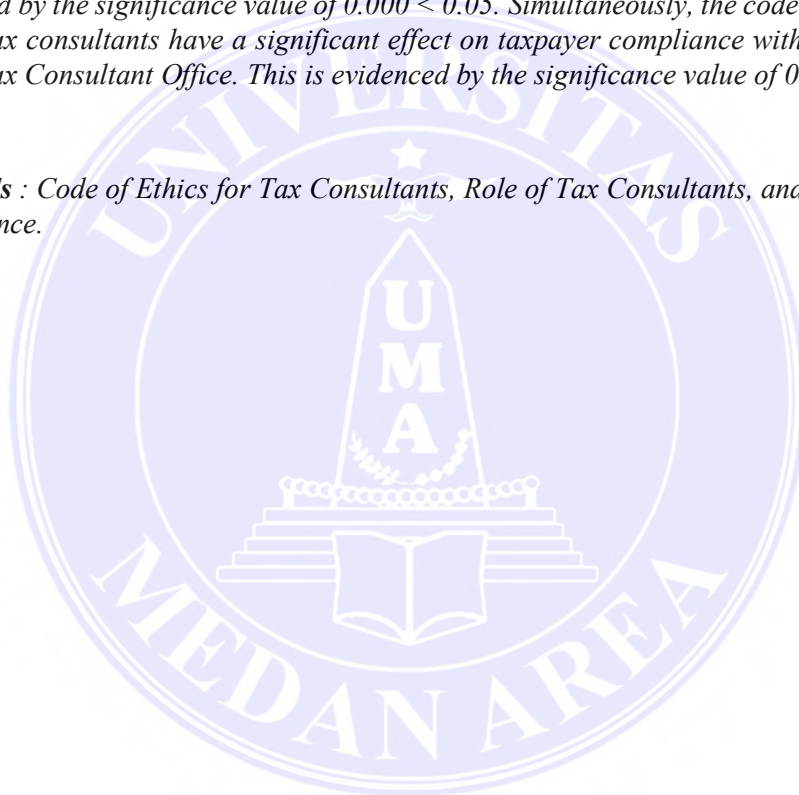 d by the significance value of 0.000 < 0.05. Simultaneously, the code
ax consultants have a significant effect on taxpayer compliance with
ax Consultant Office. This is evidenced by the significance value of 0
ds : Code of Ethics for Tax Consultants, Role of Tax Consultants, and
nce.
UNIVERSITAS
U
M
A
MEDAN AREA